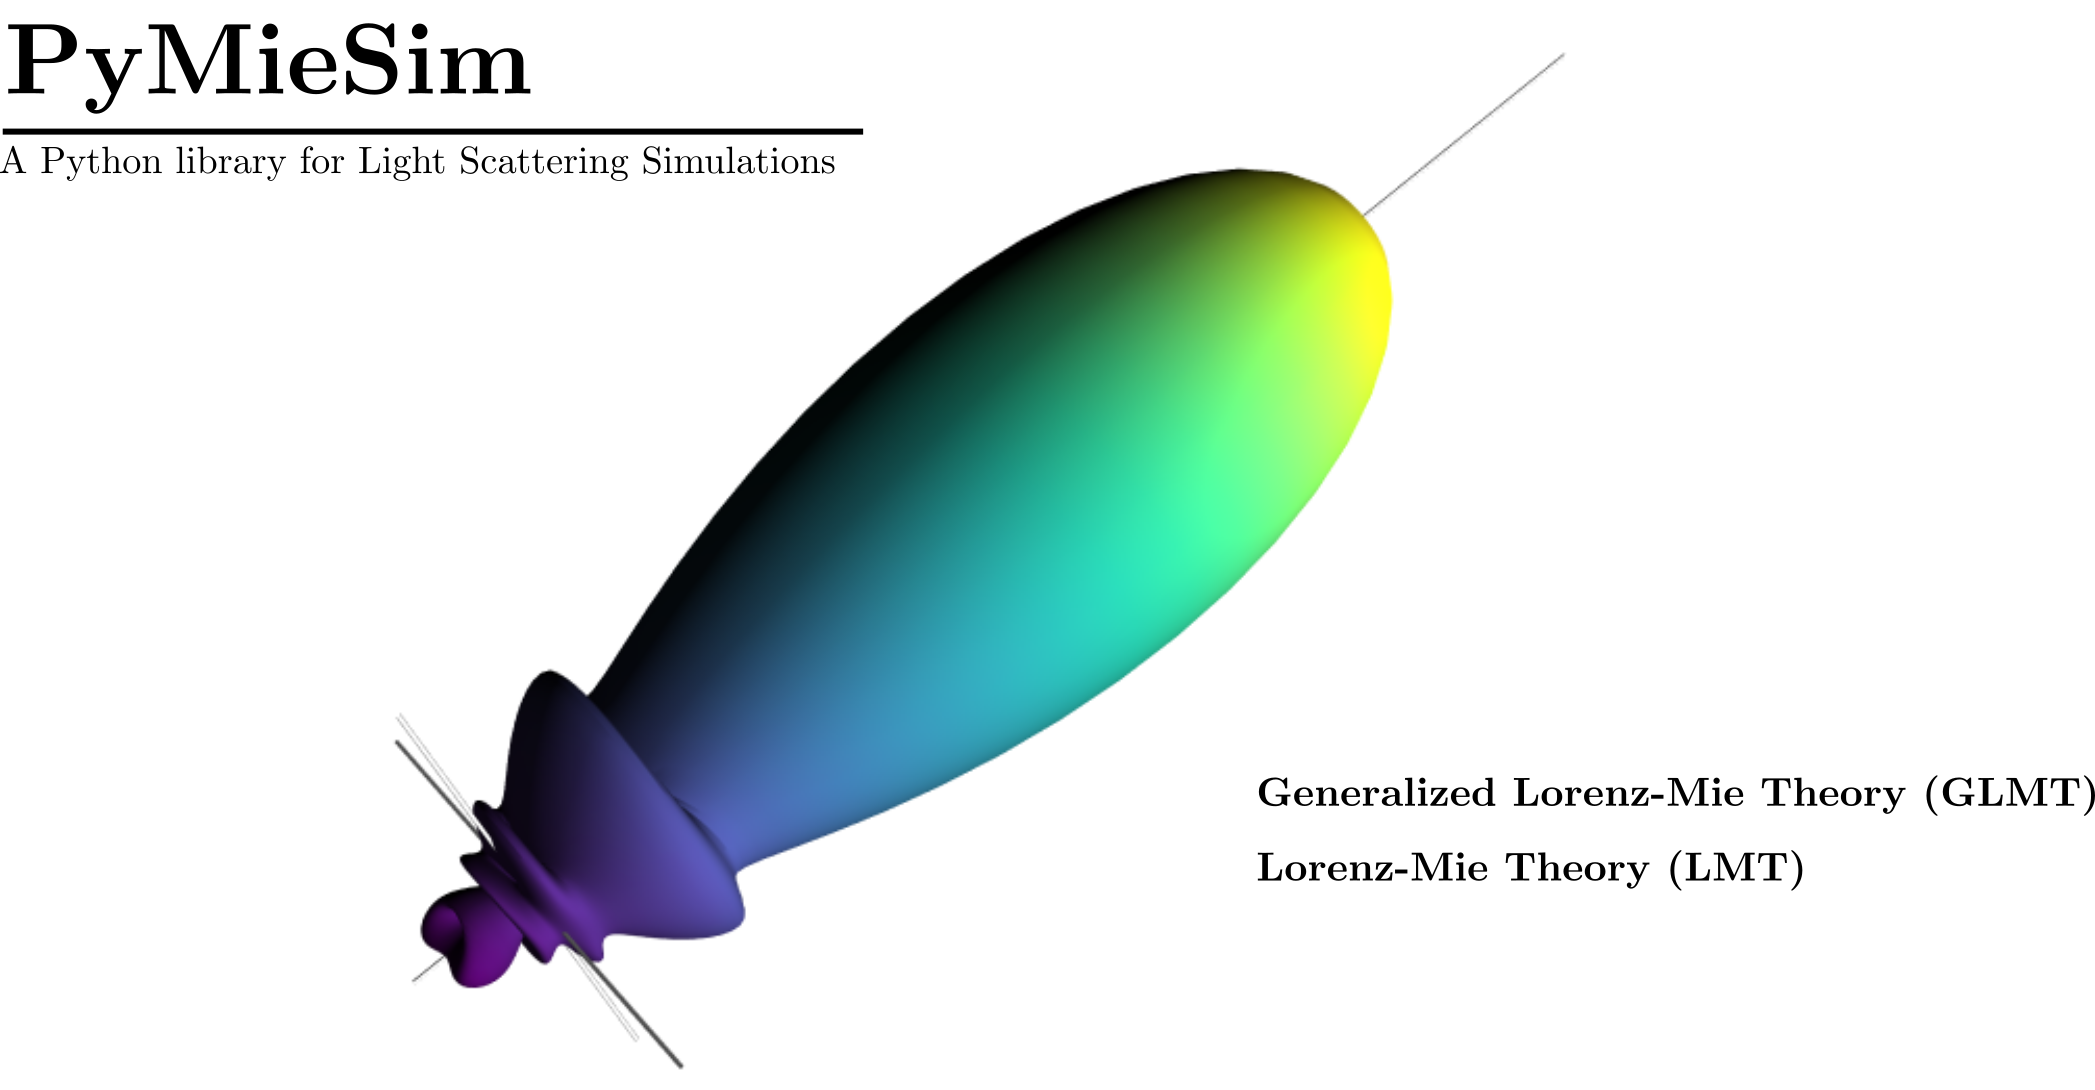 PyMieSim
A Python library for Light Scattering Simulations
Generalized Lorenz-Mie Theory (GLMT)
Lorenz-Mie Theory (LMT)